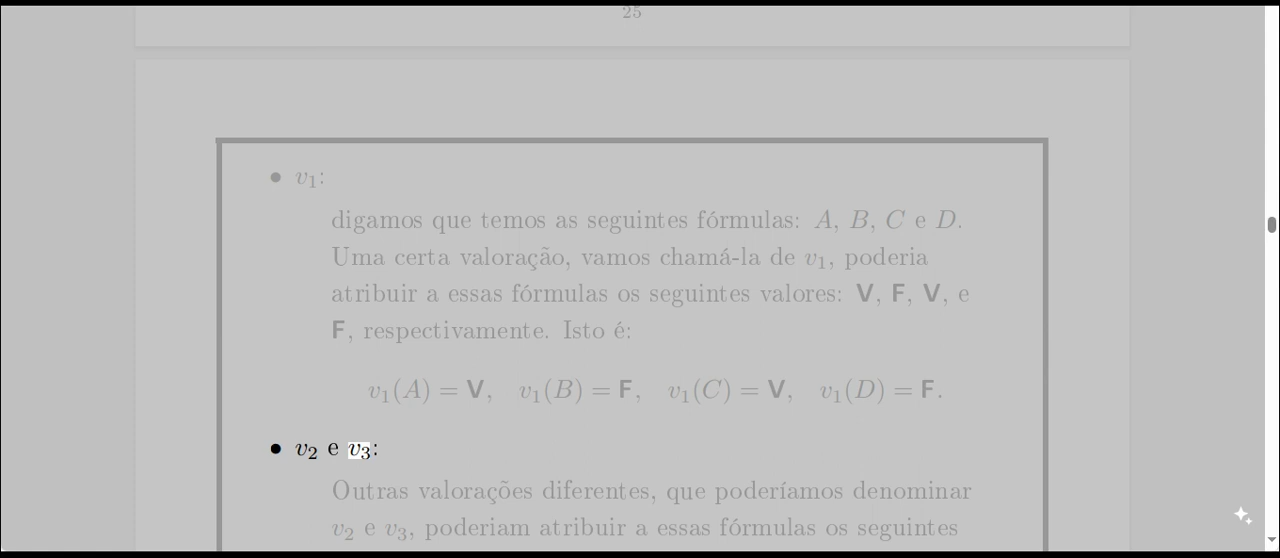 25
• v₁:
digamos que temos as seguintes fórmulas: A, B, C e D.
Uma certa valoração, vamos chamá-la de v₁, poderia
atribuir a essas fórmulas os seguintes valores: V, F, V, e
F, respectivamente. Isto é:
v₁(A) = V, v₁(B) = F, v₁(C) = V, v₁(D) = F.
• v₂ e v₃:
Outras valorações diferentes, que poderíamos denominar
v₂ e v₃, poderiam atribuir a essas fórmulas os seguintes